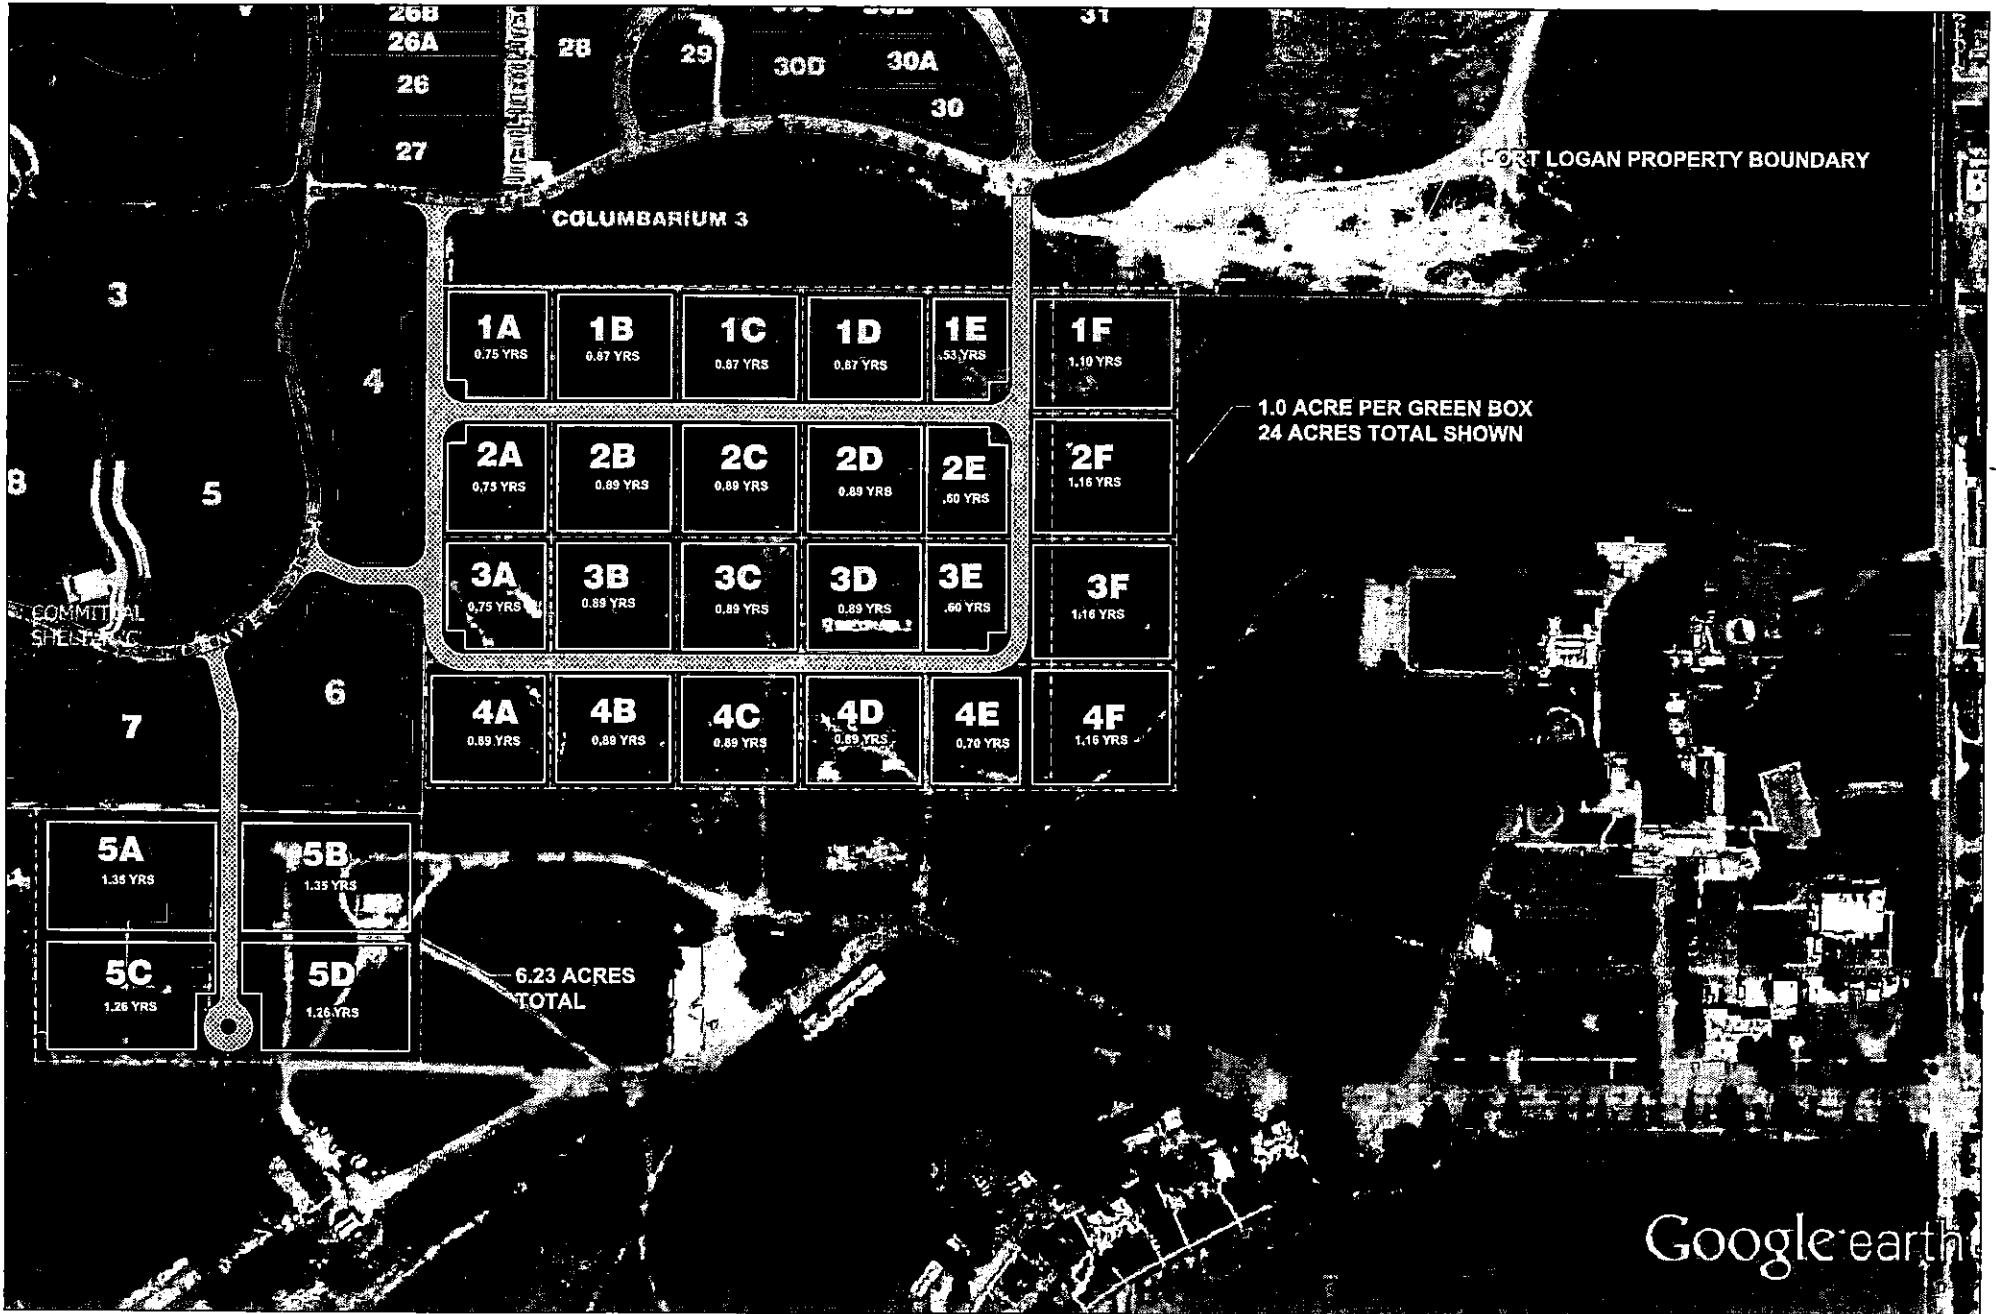 26B
26A
28
29
30D
30A
31
26
30
27
FORT LOGAN PROPERTY BOUNDARY
COLUMBARIUM 3
3
4
1A
0.75 YRS
1B
0.87 YRS
1C
0.87 YRS
1D
0.87 YRS
1E
.53 YRS
1F
1.10 YRS
1.0 ACRE PER GREEN BOX
24 ACRES TOTAL SHOWN
8
5
2A
0.75 YRS
2B
0.89 YRS
2C
0.89 YRS
2D
0.89 YRS
2E
.60 YRS
2F
1.16 YRS
3A
0.75 YRS
3B
0.89 YRS
3C
0.89 YRS
3D
0.89 YRS
3E
.60 YRS
3F
1.16 YRS
COMMITTAL
SHELTER 'C'
7
6
4A
0.89 YRS
4B
0.89 YRS
4C
0.89 YRS
4D
0.89 YRS
4E
0.70 YRS
4F
1.16 YRS
5A
1.35 YRS
5B
1.35 YRS
5C
1.26 YRS
5D
1.26 YRS
6.23 ACRES
TOTAL
Google earth